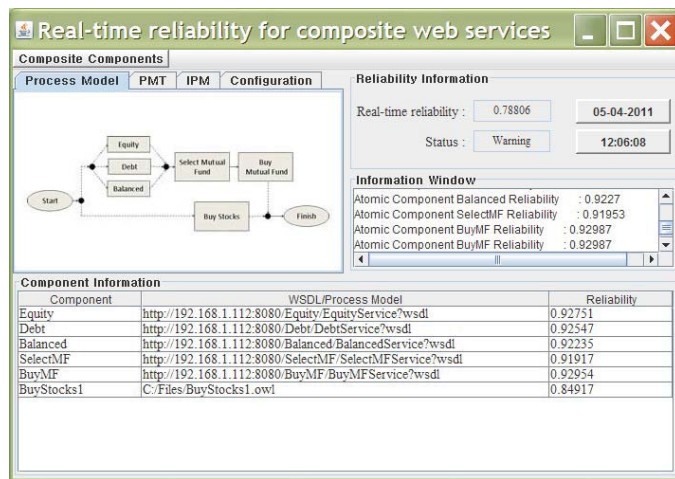 Real-time reliability for composite web services
Composite Components
Process Model PMT IPM Configuration
Equity
Debt
Balanced
Select Mutual
Fund
Buy
Mutual Fund
Start
Buy Stocks
Finish
Reliability Information
Real-time reliability : 0.78806 05-04-2011
Status : Warning 12:06:08
Information Window
Atomic Component Balanced Reliability : 0.9227
Atomic Component SelectMF Reliability : 0.91953
Atomic Component BuyMF Reliability : 0.92987
Atomic Component BuyMF Reliability : 0.92987
Component Information
Component WSDL/Process Model Reliability
Equity http://192.168.1.112:8080/Equity/EquityService?wsdl 0.92751
Debt http://192.168.1.112:8080/Debt/DebtService?wsdl 0.92547
Balanced http://192.168.1.112:8080/Balanced/BalancedService?wsdl 0.92235
SelectMF http://192.168.1.112:8080/SelectMF/SelectMFService?wsdl 0.91917
BuyMF http://192.168.1.112:8080/BuyMF/BuyMFService?wsdl 0.92954
BuyStocks1 C:/Files/BuyStocks1.owl 0.84917